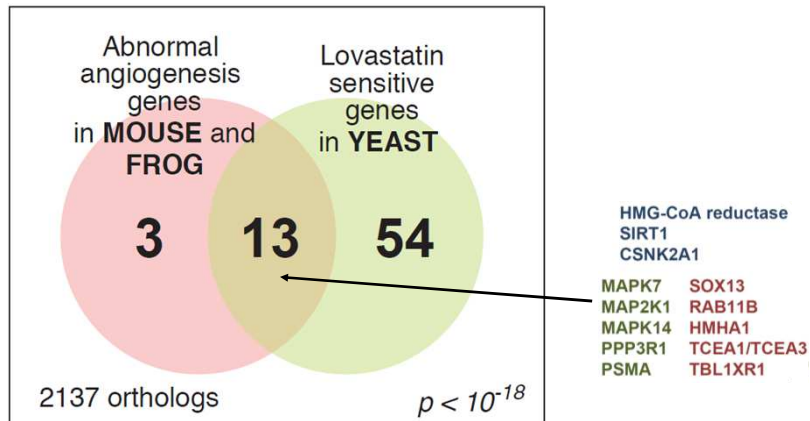 Abnormal
angiogenesis
genes
in MOUSE and
FROG
Lovastatin
sensitive
genes
in YEAST
3
13
54
2137 orthologs
p < 10-18
HMG-CoA reductase
SIRT1
CSNK2A1
MAPK7 SOX13
MAP2K1 RAB11B
MAPK14 HMHA1
PPP3R1 TCEA1/TCEA3
PSMA TBL1XR1